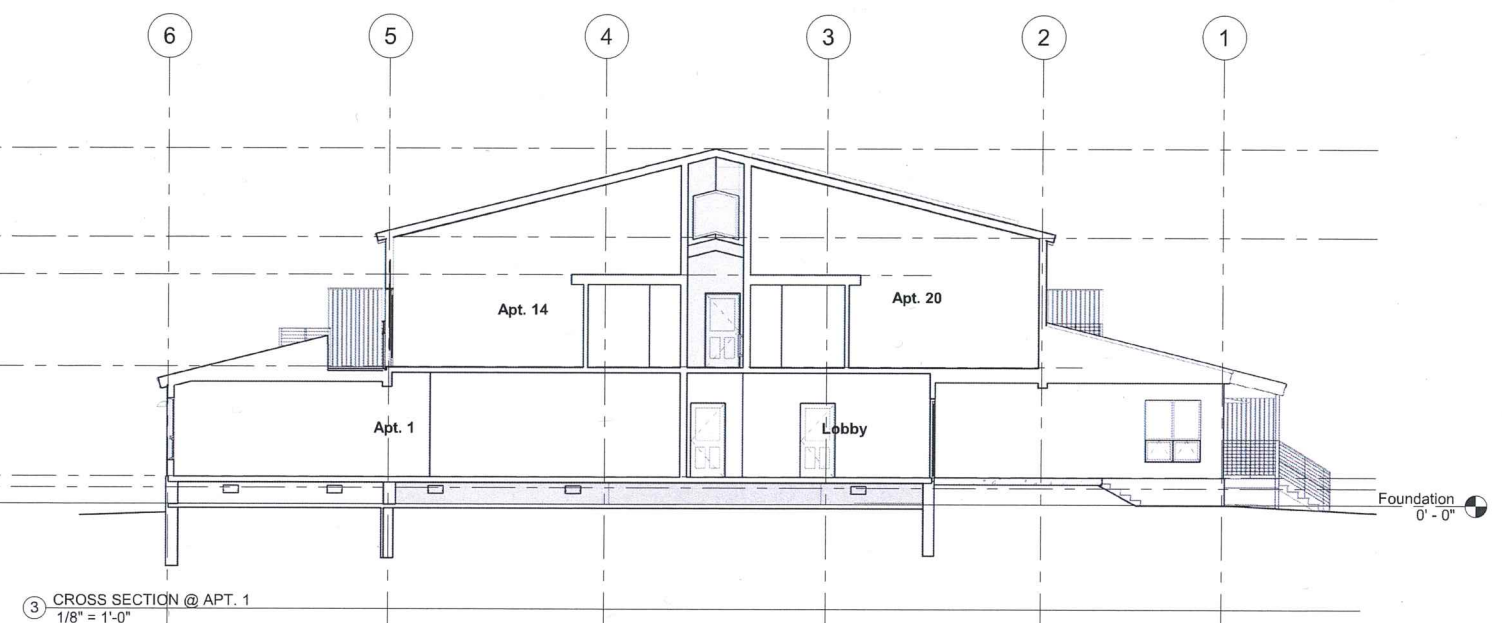 6
5
4
3
2
1
Apt. 14
Apt. 20
Apt. 1
Lobby
Foundation
0' - 0"
3
CROSS SECTION @ APT. 1
1/8" = 1'-0"